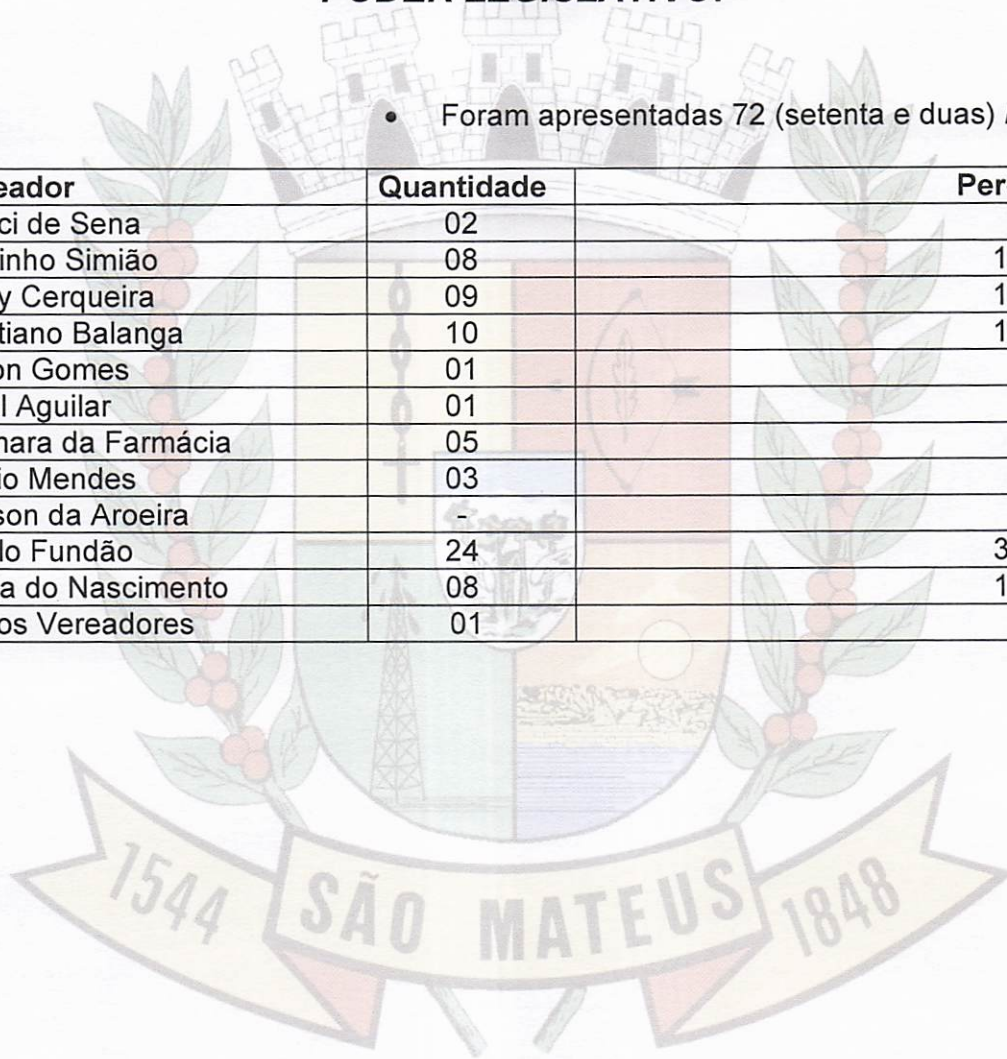 PODER LEGISLATIVO:
• Foram apresentadas 72 (setenta e duas)
eador Quantidade Per
ci de Sena 02
inho Simião 08 1
y Cerqueira 09 1
tiano Balanga 10 1
on Gomes 01
l Aguilar 01
nara da Farmácia 05
io Mendes 03
son da Aroeira -
lo Fundão 24 3
a do Nascimento 08 1
os Vereadores 01
1544 SÃO MATEUS 1848